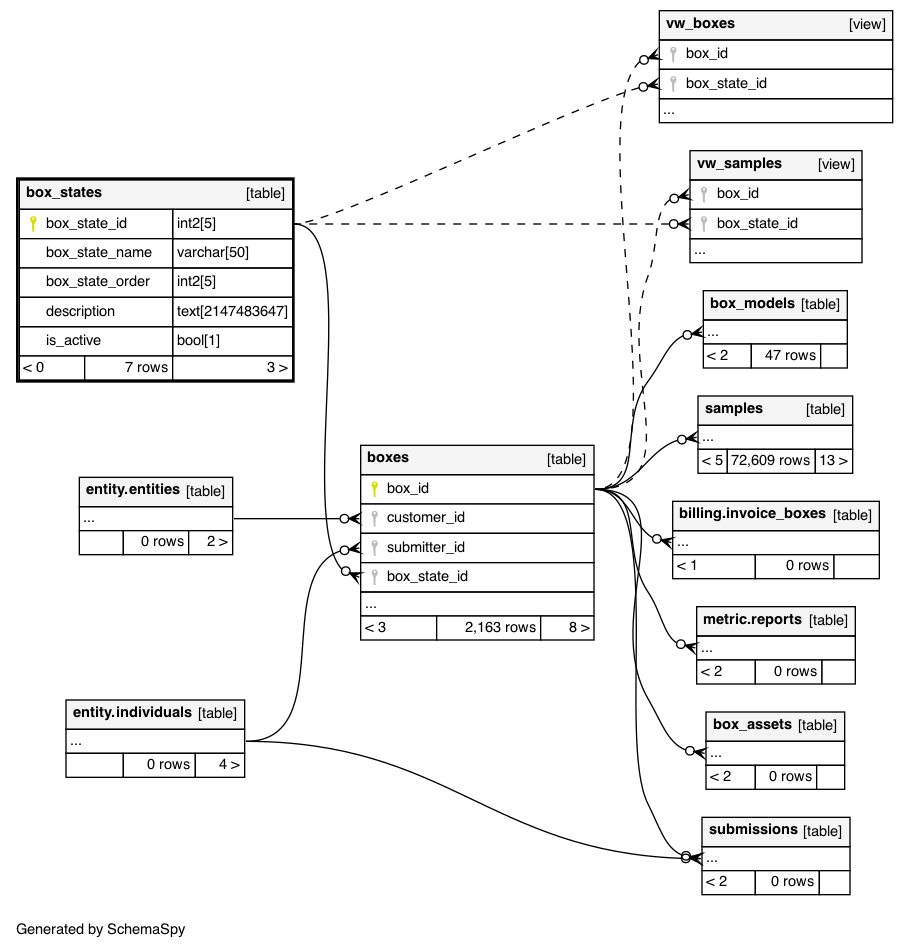 vw_boxes [view]
box_id
box_state_id
...
vw_samples [view]
box_id
box_state_id
...
box_states [table]
box_state_id int2[5]
box_state_name varchar[50]
box_state_order int2[5]
description text[2147483647]
is_active bool[1]
< 0 7 rows 3 >
box_models [table]
...
< 2 47 rows
samples [table]
...
< 5 72,609 rows 13 >
boxes [table]
box_id
customer_id
submitter_id
box_state_id
...
< 3 2,163 rows 8 >
entity.entities [table]
...
0 rows 2 >
billing.invoice_boxes [table]
...
< 1 0 rows
metric.reports [table]
...
< 2 0 rows
entity.individuals [table]
...
0 rows 4 >
box_assets [table]
...
< 2 0 rows
submissions [table]
...
< 2 0 rows
Generated by SchemaSpy